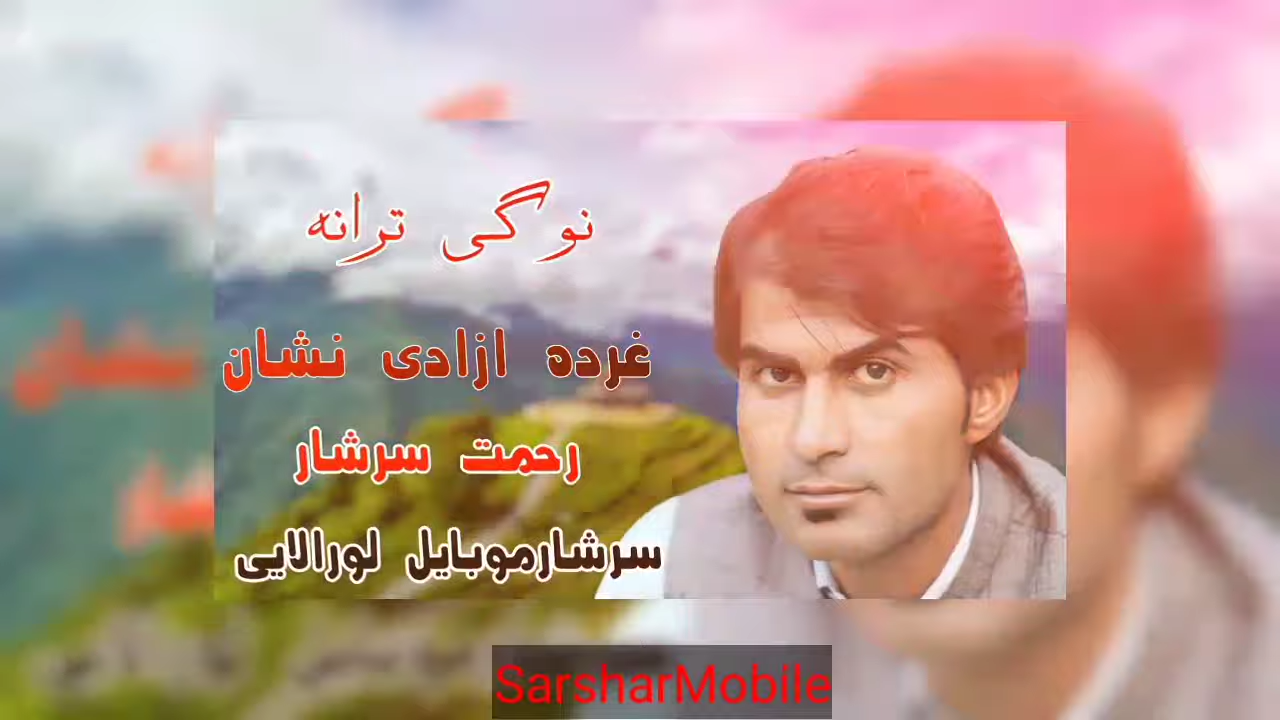 نوګی ترانه
غرده ازادی نشان
رحمت سرشار
سرشارموبایل لورالایی
SarsharMobile